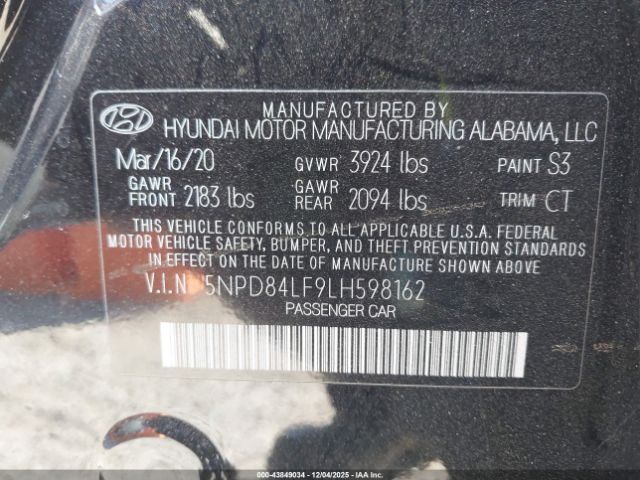 MANUFACTURED BY
HYUNDAI MOTOR MANUFACTURING ALABAMA, LLC
Mar/16/20 GVWR 3924 lbs PAINT S3
GAWR FRONT 2183 lbs GAWR REAR 2094 lbs TRIM CT
THIS VEHICLE CONFORMS TO ALL APPLICABLE U.S.A. FEDERAL
MOTOR VEHICLE SAFETY, BUMPER, AND THEFT PREVENTION STANDARDS
IN EFFECT ON THE DATE OF MANUFACTURE SHOWN ABOVE.
V.I.N 5NPD84LF9LH598162
PASSENGER CAR
000-43849034 - 12/04/2025 - IAA Inc.